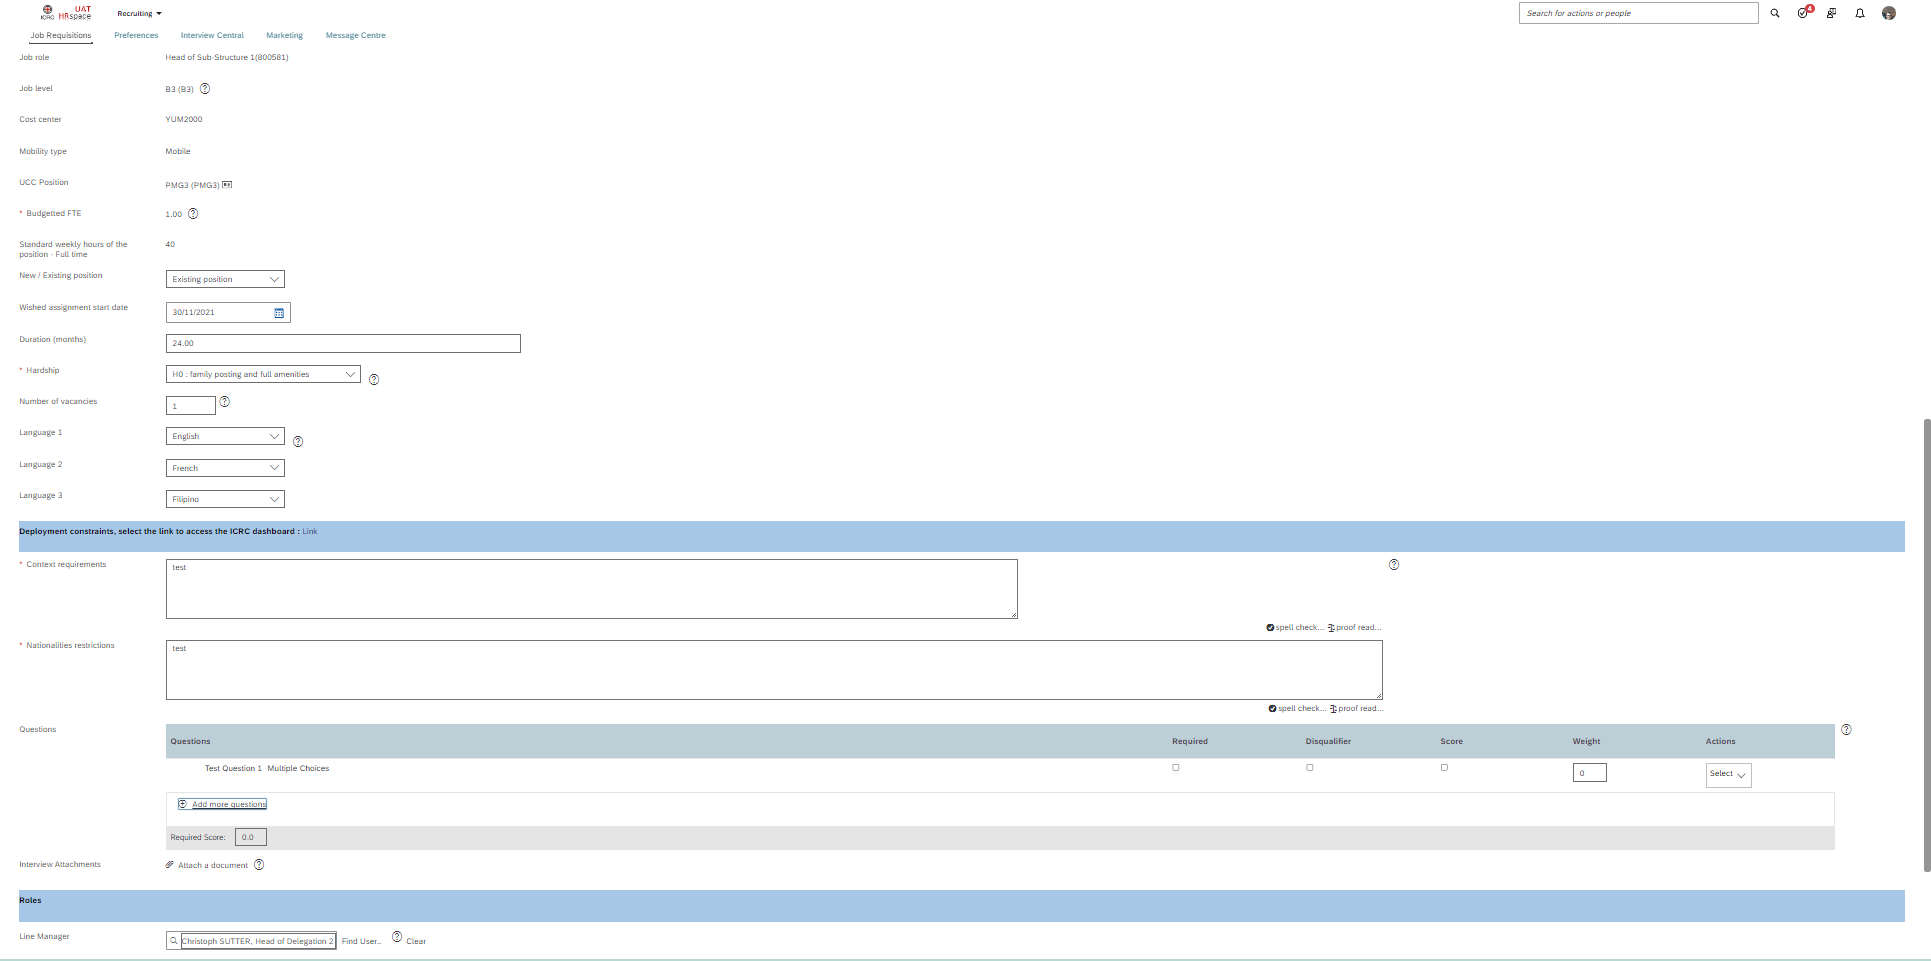 ICRC UAT HRspace Recruiting Search for actions or people 4
Job Requisitions Preferences Interview Central Marketing Message Centre
Job role Head of Sub-Structure 1(800581)
Job level B3 (B3) ?
Cost center YUM2000
Mobility type Mobile
UCC Position PMG3 (PMG3)
* Budgetted FTE 1.00 ?
Standard weekly hours of the 40
position - Full time
New / Existing position Existing position
Wished assignment start date 30/11/2021
Duration (months) 24.00
* Hardship H0 : family posting and full amenities ?
Number of vacancies 1 ?
Language 1 English ?
Language 2 French
Language 3 Filipino
Deployment constraints, select the link to access the ICRC dashboard : Link
* Context requirements test ?
spell check... proof read...
* Nationalities restrictions test
spell check... proof read...
Questions ?
Questions Required Disqualifier Score Weight Actions
Test Question 1 Multiple Choices 0 Select
Add more questions
Required Score: 0.0
Interview Attachments Attach a document ?
Roles
Line Manager Christoph SUTTER, Head of Delegation 2 Find User.. ? Clear